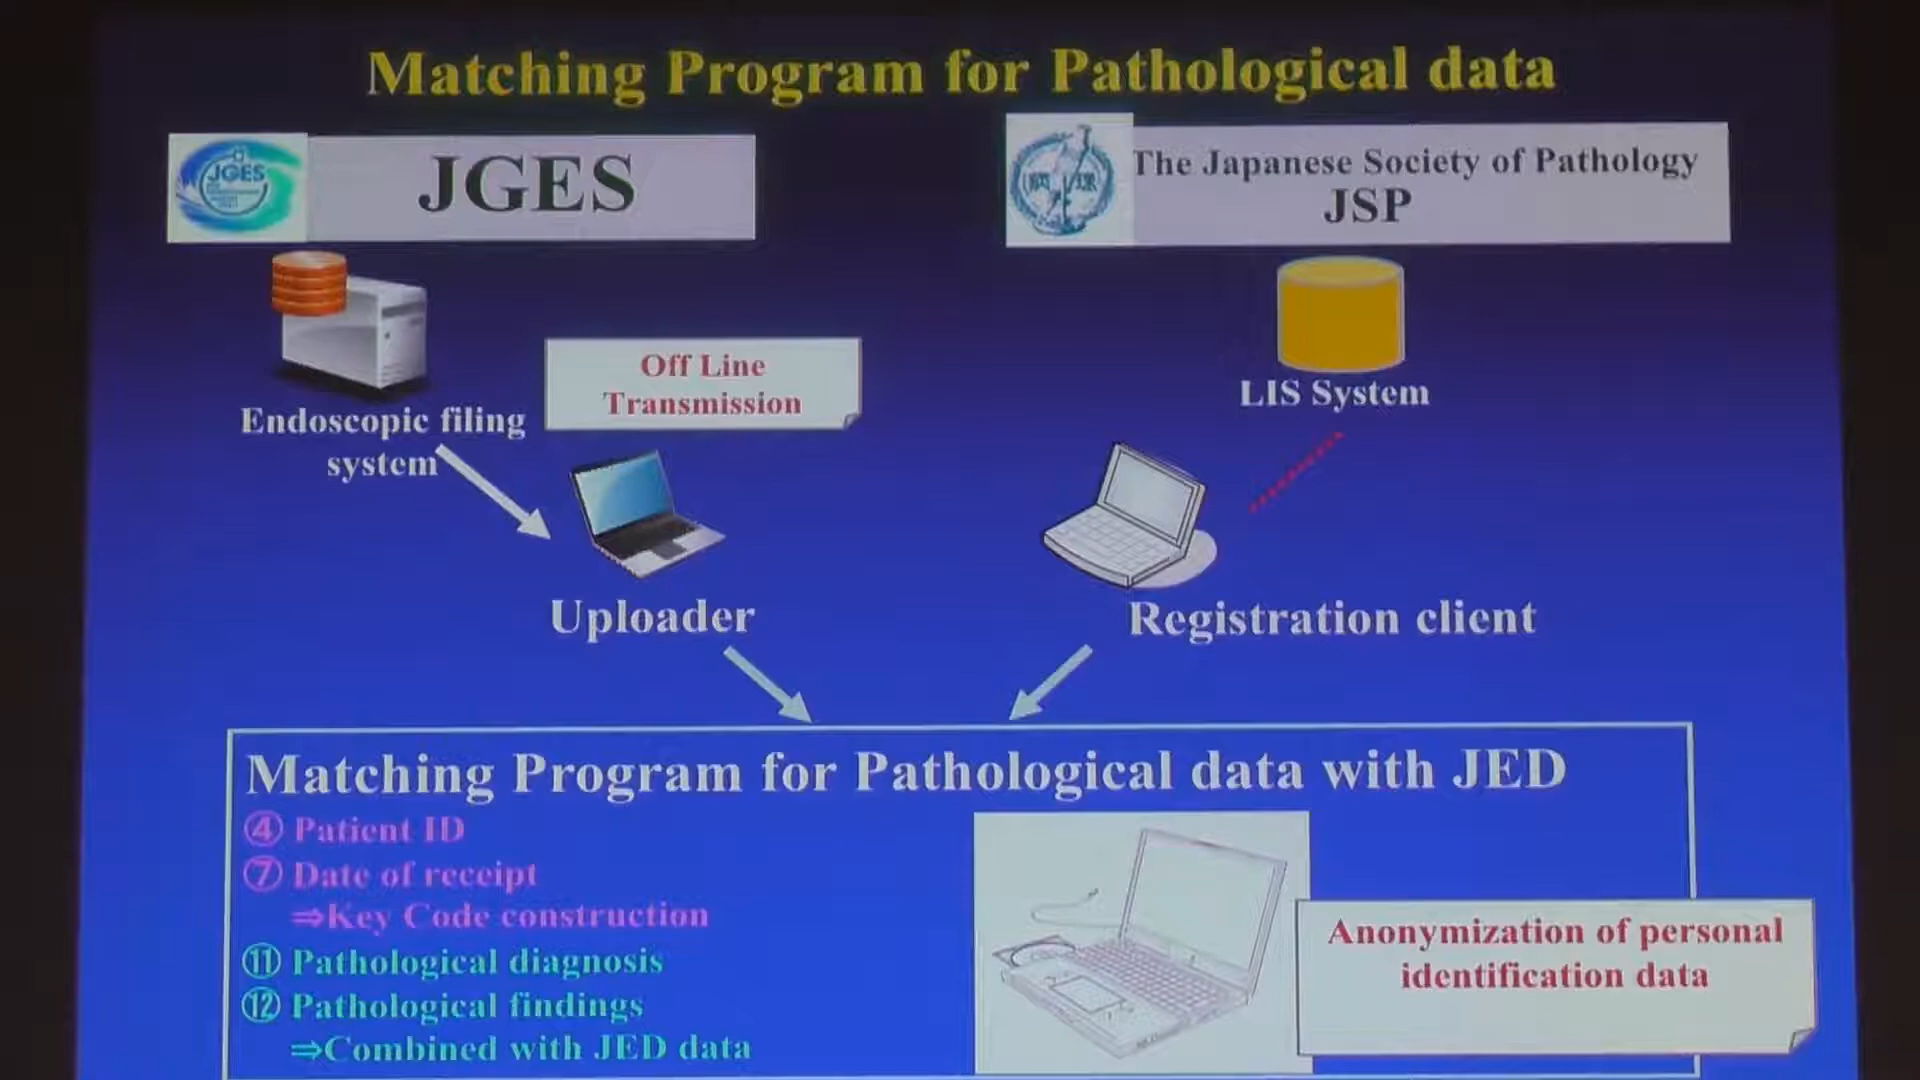 Matching Program for Pathological data
JGES
JGES
The Japanese Society of Pathology
JSP
Off Line
Transmission
Endoscopic filing
system
LIS System
Uploader
Registration client
Matching Program for Pathological data with JED
④ Patient ID
⑦ Date of receipt
⇒Key Code construction
⑪ Pathological diagnosis
⑫ Pathological findings
⇒Combined with JED data
Anonymization of personal
identification data